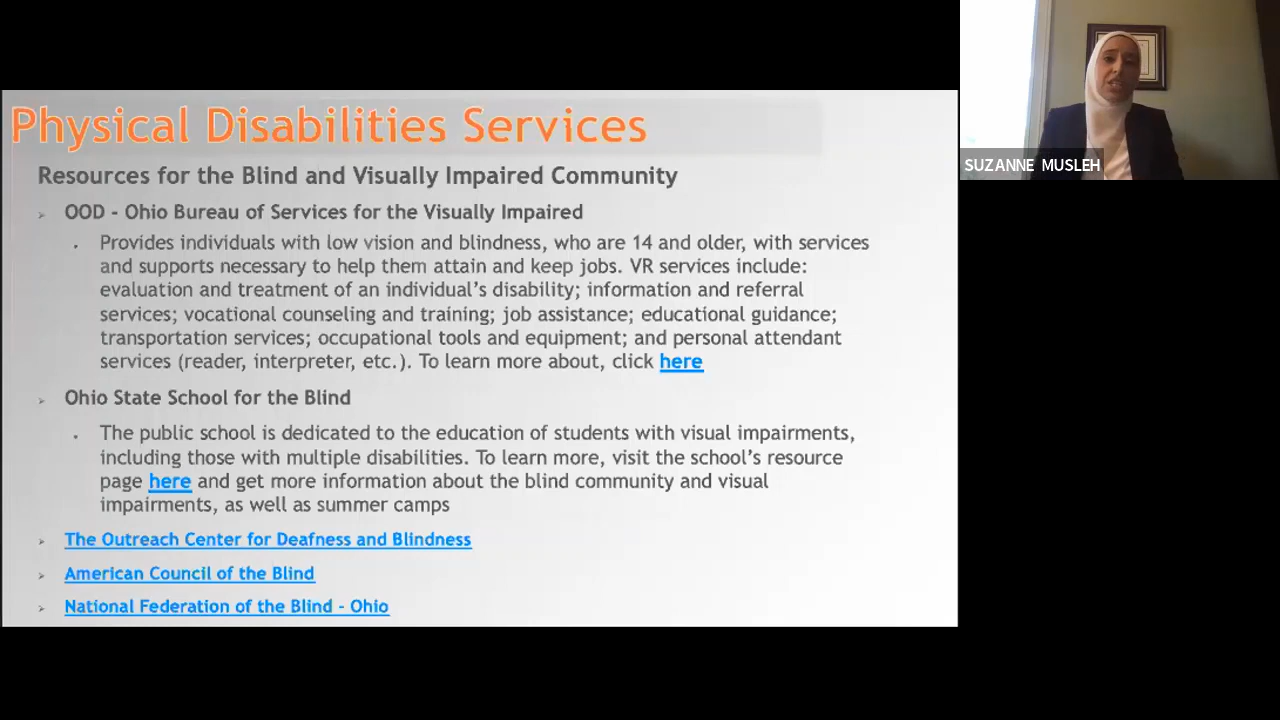 Physical Disabilities Services
Resources for the Blind and Visually Impaired Community
OOD - Ohio Bureau of Services for the Visually Impaired
Provides individuals with low vision and blindness, who are 14 and older, with services
and supports necessary to help them attain and keep jobs. VR services include:
evaluation and treatment of an individual's disability; information and referral
services; vocational counseling and training; job assistance; educational guidance;
transportation services; occupational tools and equipment; and personal attendant
services (reader, interpreter, etc.). To learn more about, click here
Ohio State School for the Blind
The public school is dedicated to the education of students with visual impairments,
including those with multiple disabilities. To learn more, visit the school's resource
page here and get more information about the blind community and visual
impairments, as well as summer camps
The Outreach Center for Deafness and Blindness
American Council of the Blind
National Federation of the Blind - Ohio
SUZANNE MUSLEH